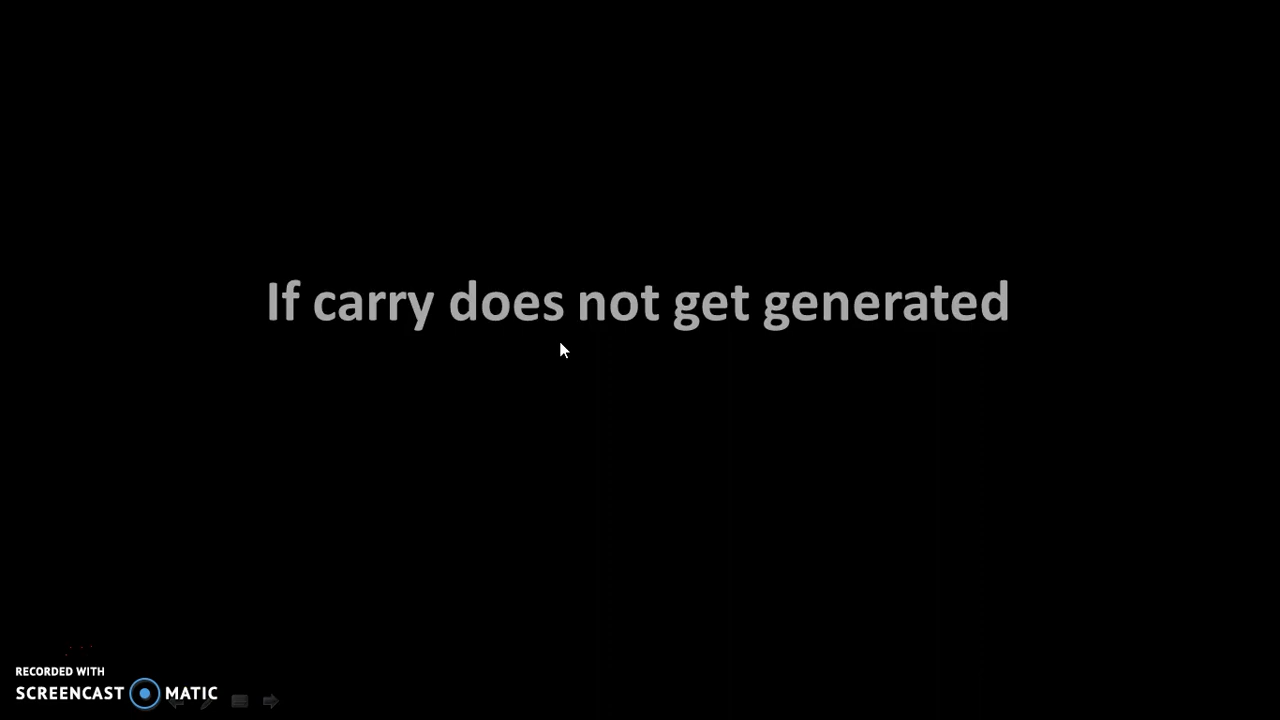 If carry does not get generated
RECORDED WITH
SCREENCAST MATIC